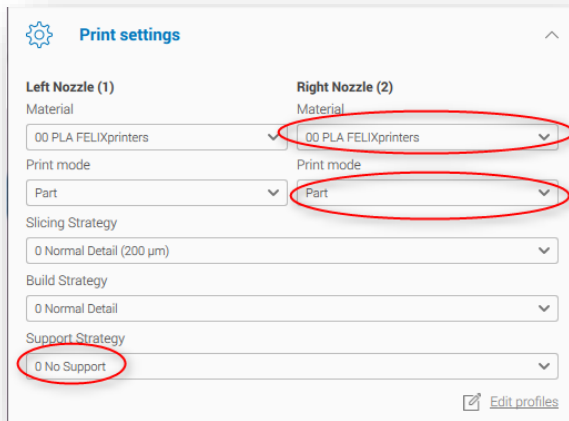 Print settings
Left Nozzle (1) Right Nozzle (2)
Material Material
00 PLA FELIXprinters 00 PLA FELIXprinters
Print mode Print mode
Part Part
Slicing Strategy
0 Normal Detail (200 μm)
Build Strategy
0 Normal Detail
Support Strategy
0 No Support
Edit profiles